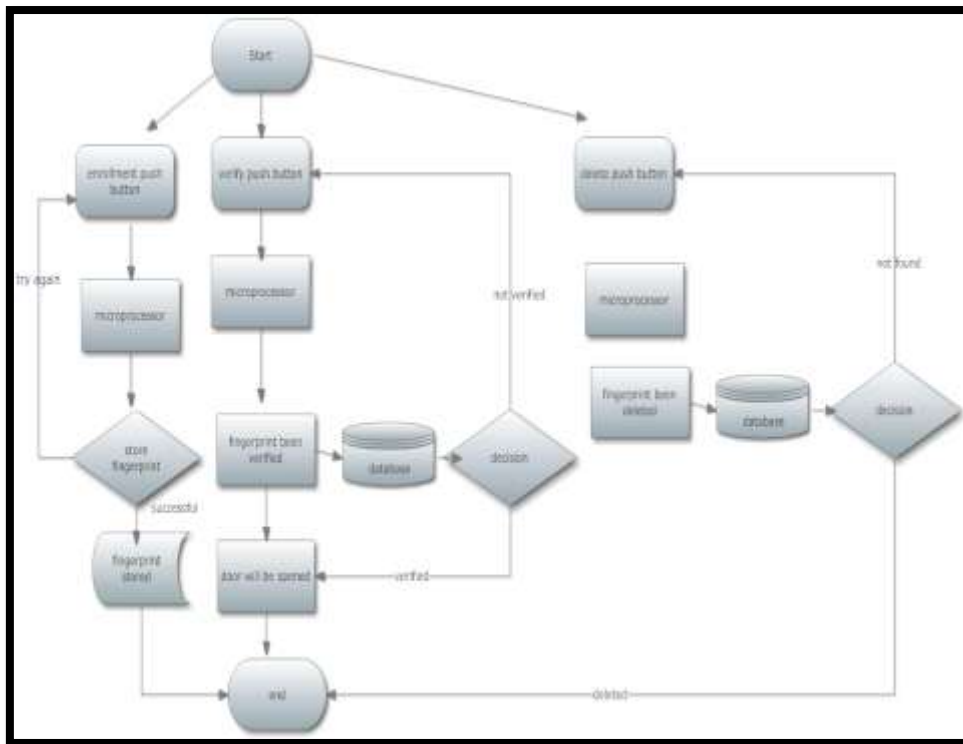 Start
enrollment push
button
verify push button
delete push button
try again
microprocessor
microprocessor
microprocessor
not verified
not found
store
fingerprint
fingerprint been
verified
database
decision
fingerprint been
deleted
database
decision
successful
fingerprint
stored
door will be opened
verified
end
deleted